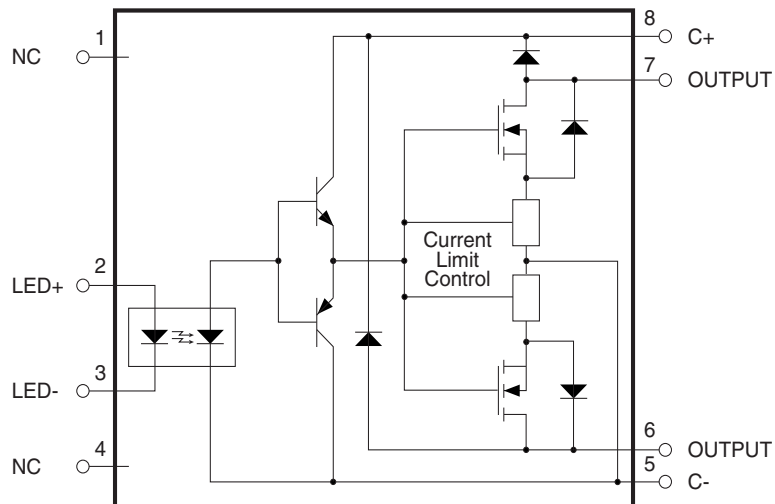 NC 1
8 C+
7 OUTPUT
Current
Limit
Control
LED+ 2
LED- 3
NC 4
6 OUTPUT
5 C-